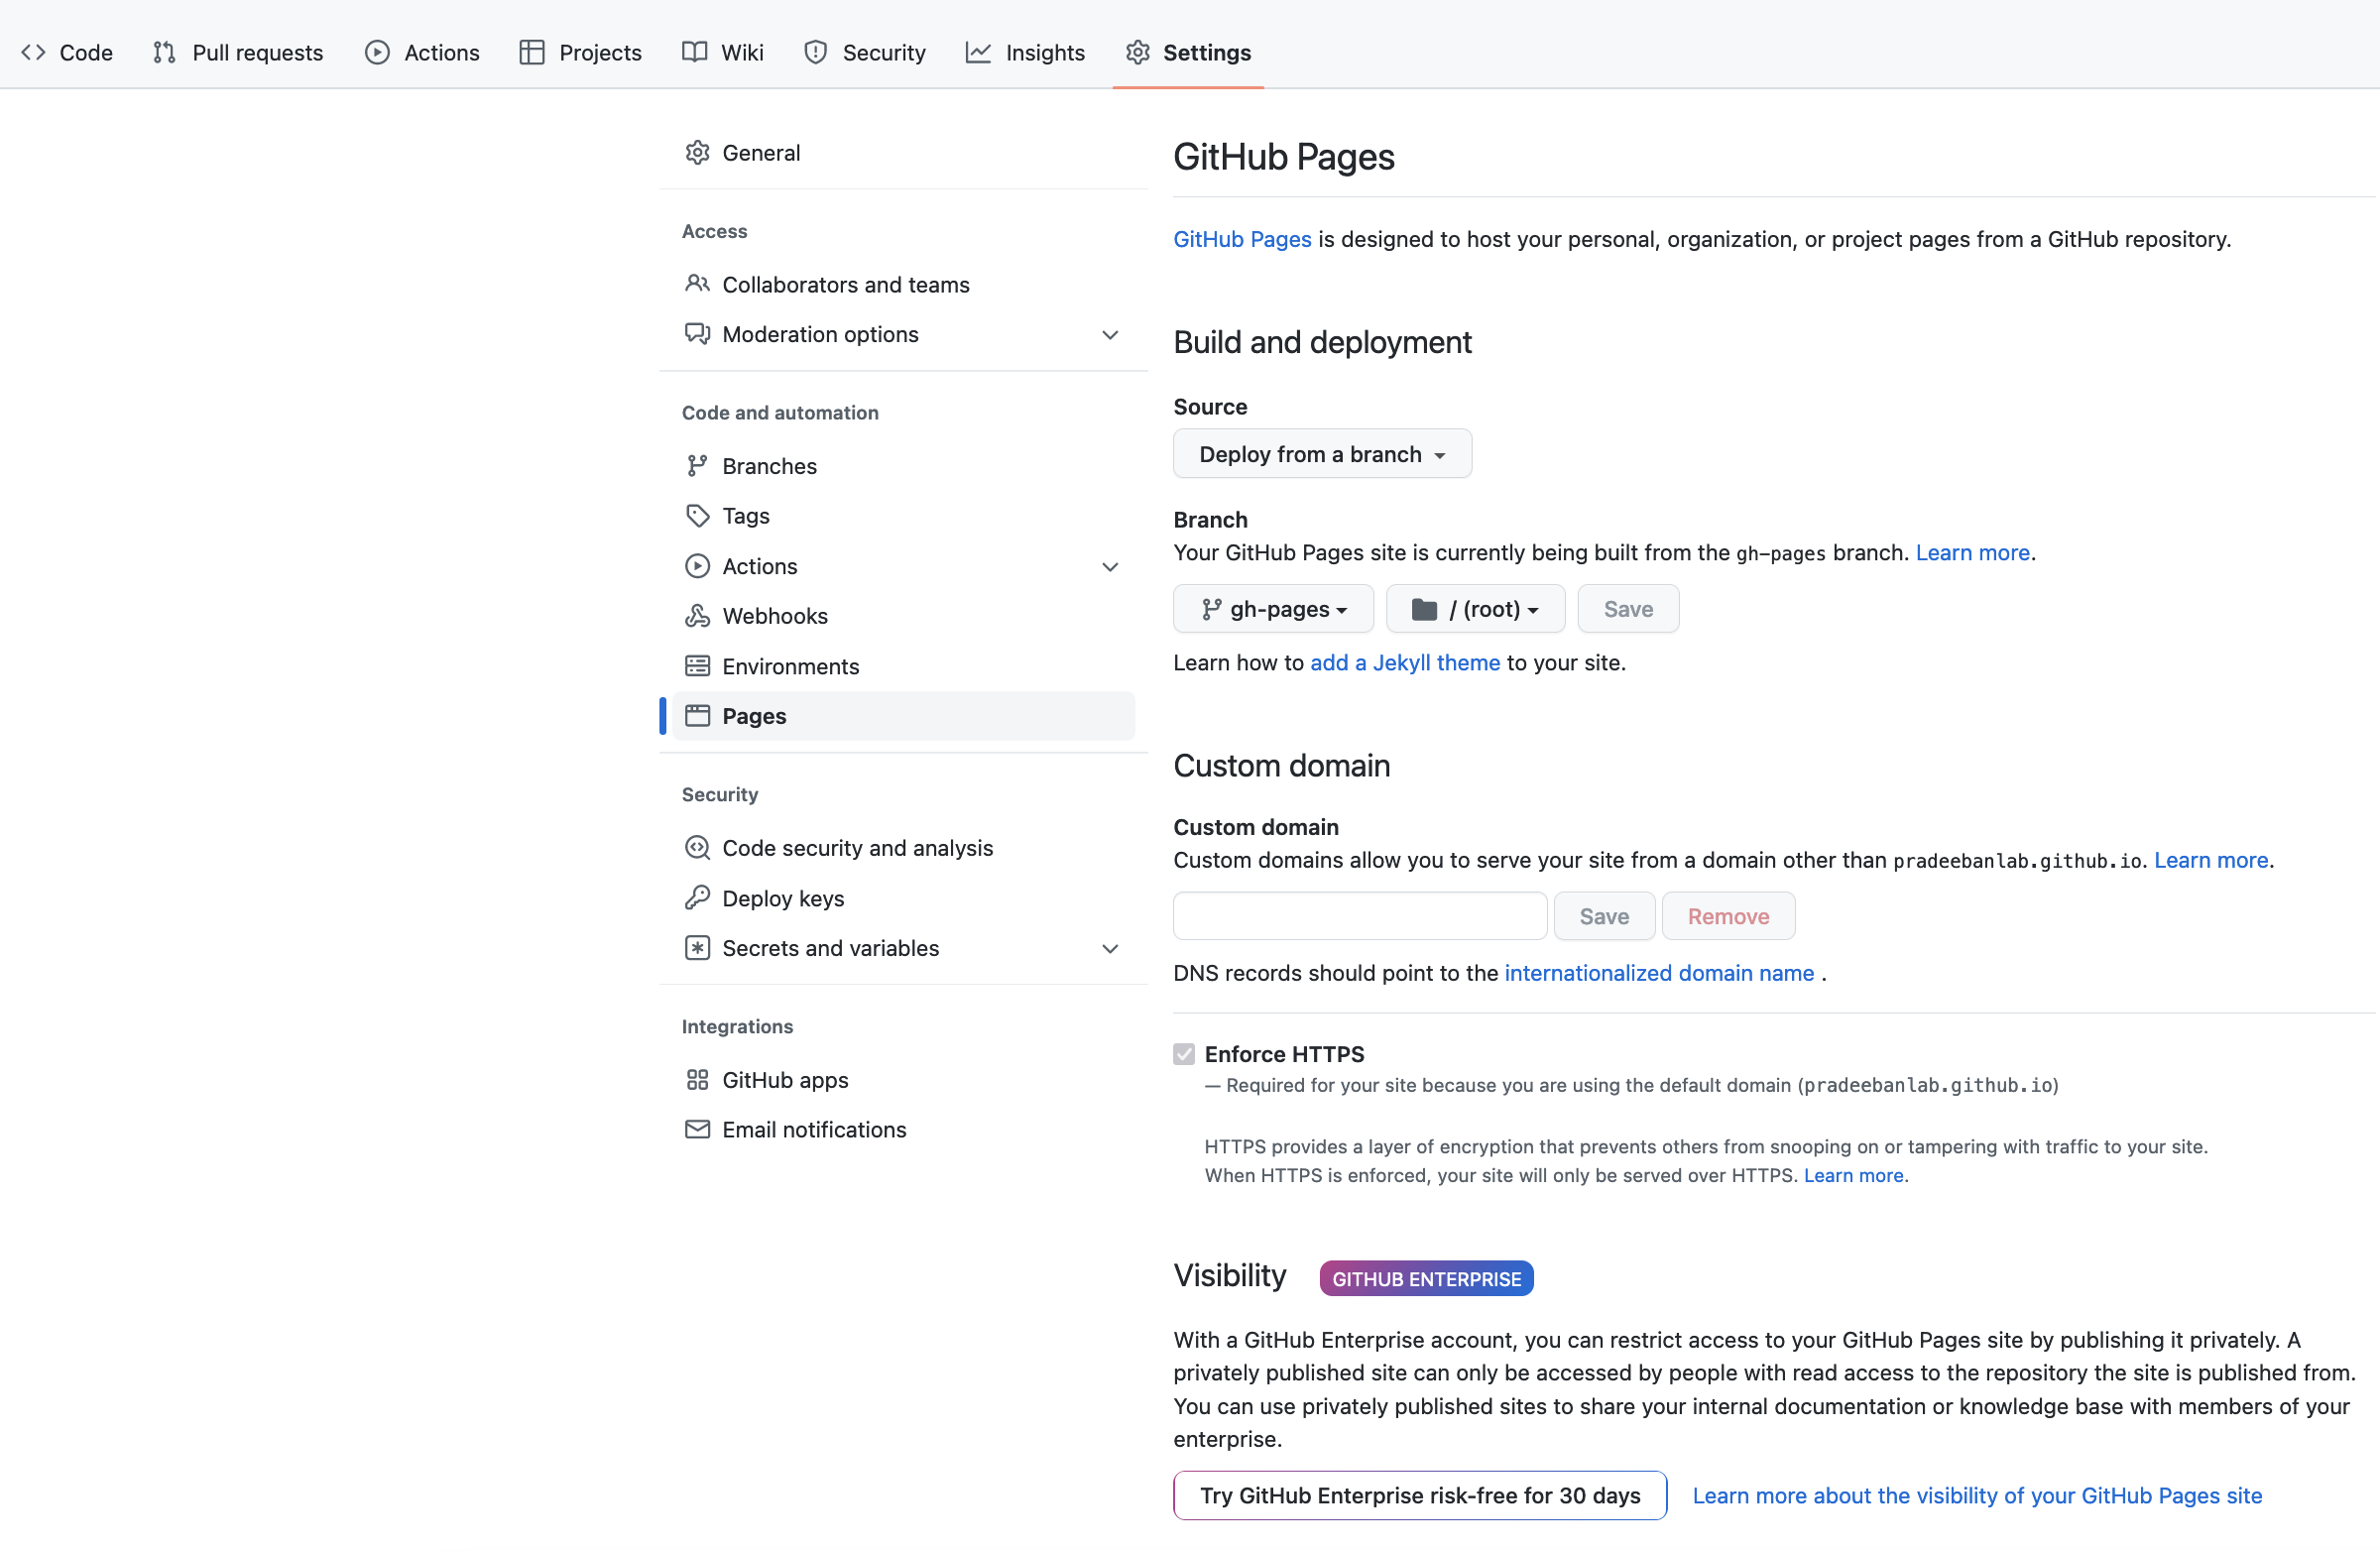 Code Pull requests Actions Projects Wiki Security Insights Settings
General
Access
Collaborators and teams
Moderation options
Code and automation
Branches
Tags
Actions
Webhooks
Environments
Pages
Security
Code security and analysis
Deploy keys
Secrets and variables
Integrations
GitHub apps
Email notifications
GitHub Pages
GitHub Pages is designed to host your personal, organization, or project pages from a GitHub repository.
Build and deployment
Source
Deploy from a branch
Branch
Your GitHub Pages site is currently being built from the gh-pages branch. Learn more.
gh-pages / (root) Save
Learn how to add a Jekyll theme to your site.
Custom domain
Custom domain
Custom domains allow you to serve your site from a domain other than pradeebanlab.github.io. Learn more.
Save Remove
DNS records should point to the internationalized domain name .
Enforce HTTPS
— Required for your site because you are using the default domain (pradeebanlab.github.io)
HTTPS provides a layer of encryption that prevents others from snooping on or tampering with traffic to your site.
When HTTPS is enforced, your site will only be served over HTTPS. Learn more.
Visibility GITHUB ENTERPRISE
With a GitHub Enterprise account, you can restrict access to your GitHub Pages site by publishing it privately. A
privately published site can only be accessed by people with read access to the repository the site is published from.
You can use privately published sites to share your internal documentation or knowledge base with members of your
enterprise.
Try GitHub Enterprise risk-free for 30 days Learn more about the visibility of your GitHub Pages site